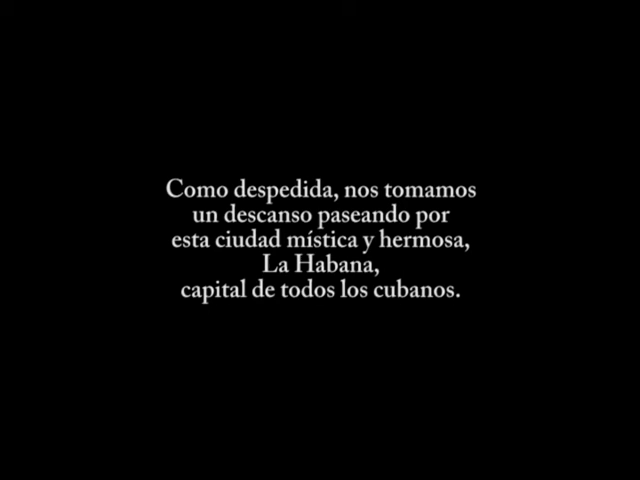 Como despedida, nos tomamos
un descanso paseando por
esta ciudad mística y hermosa,
La Habana,
capital de todos los cubanos.